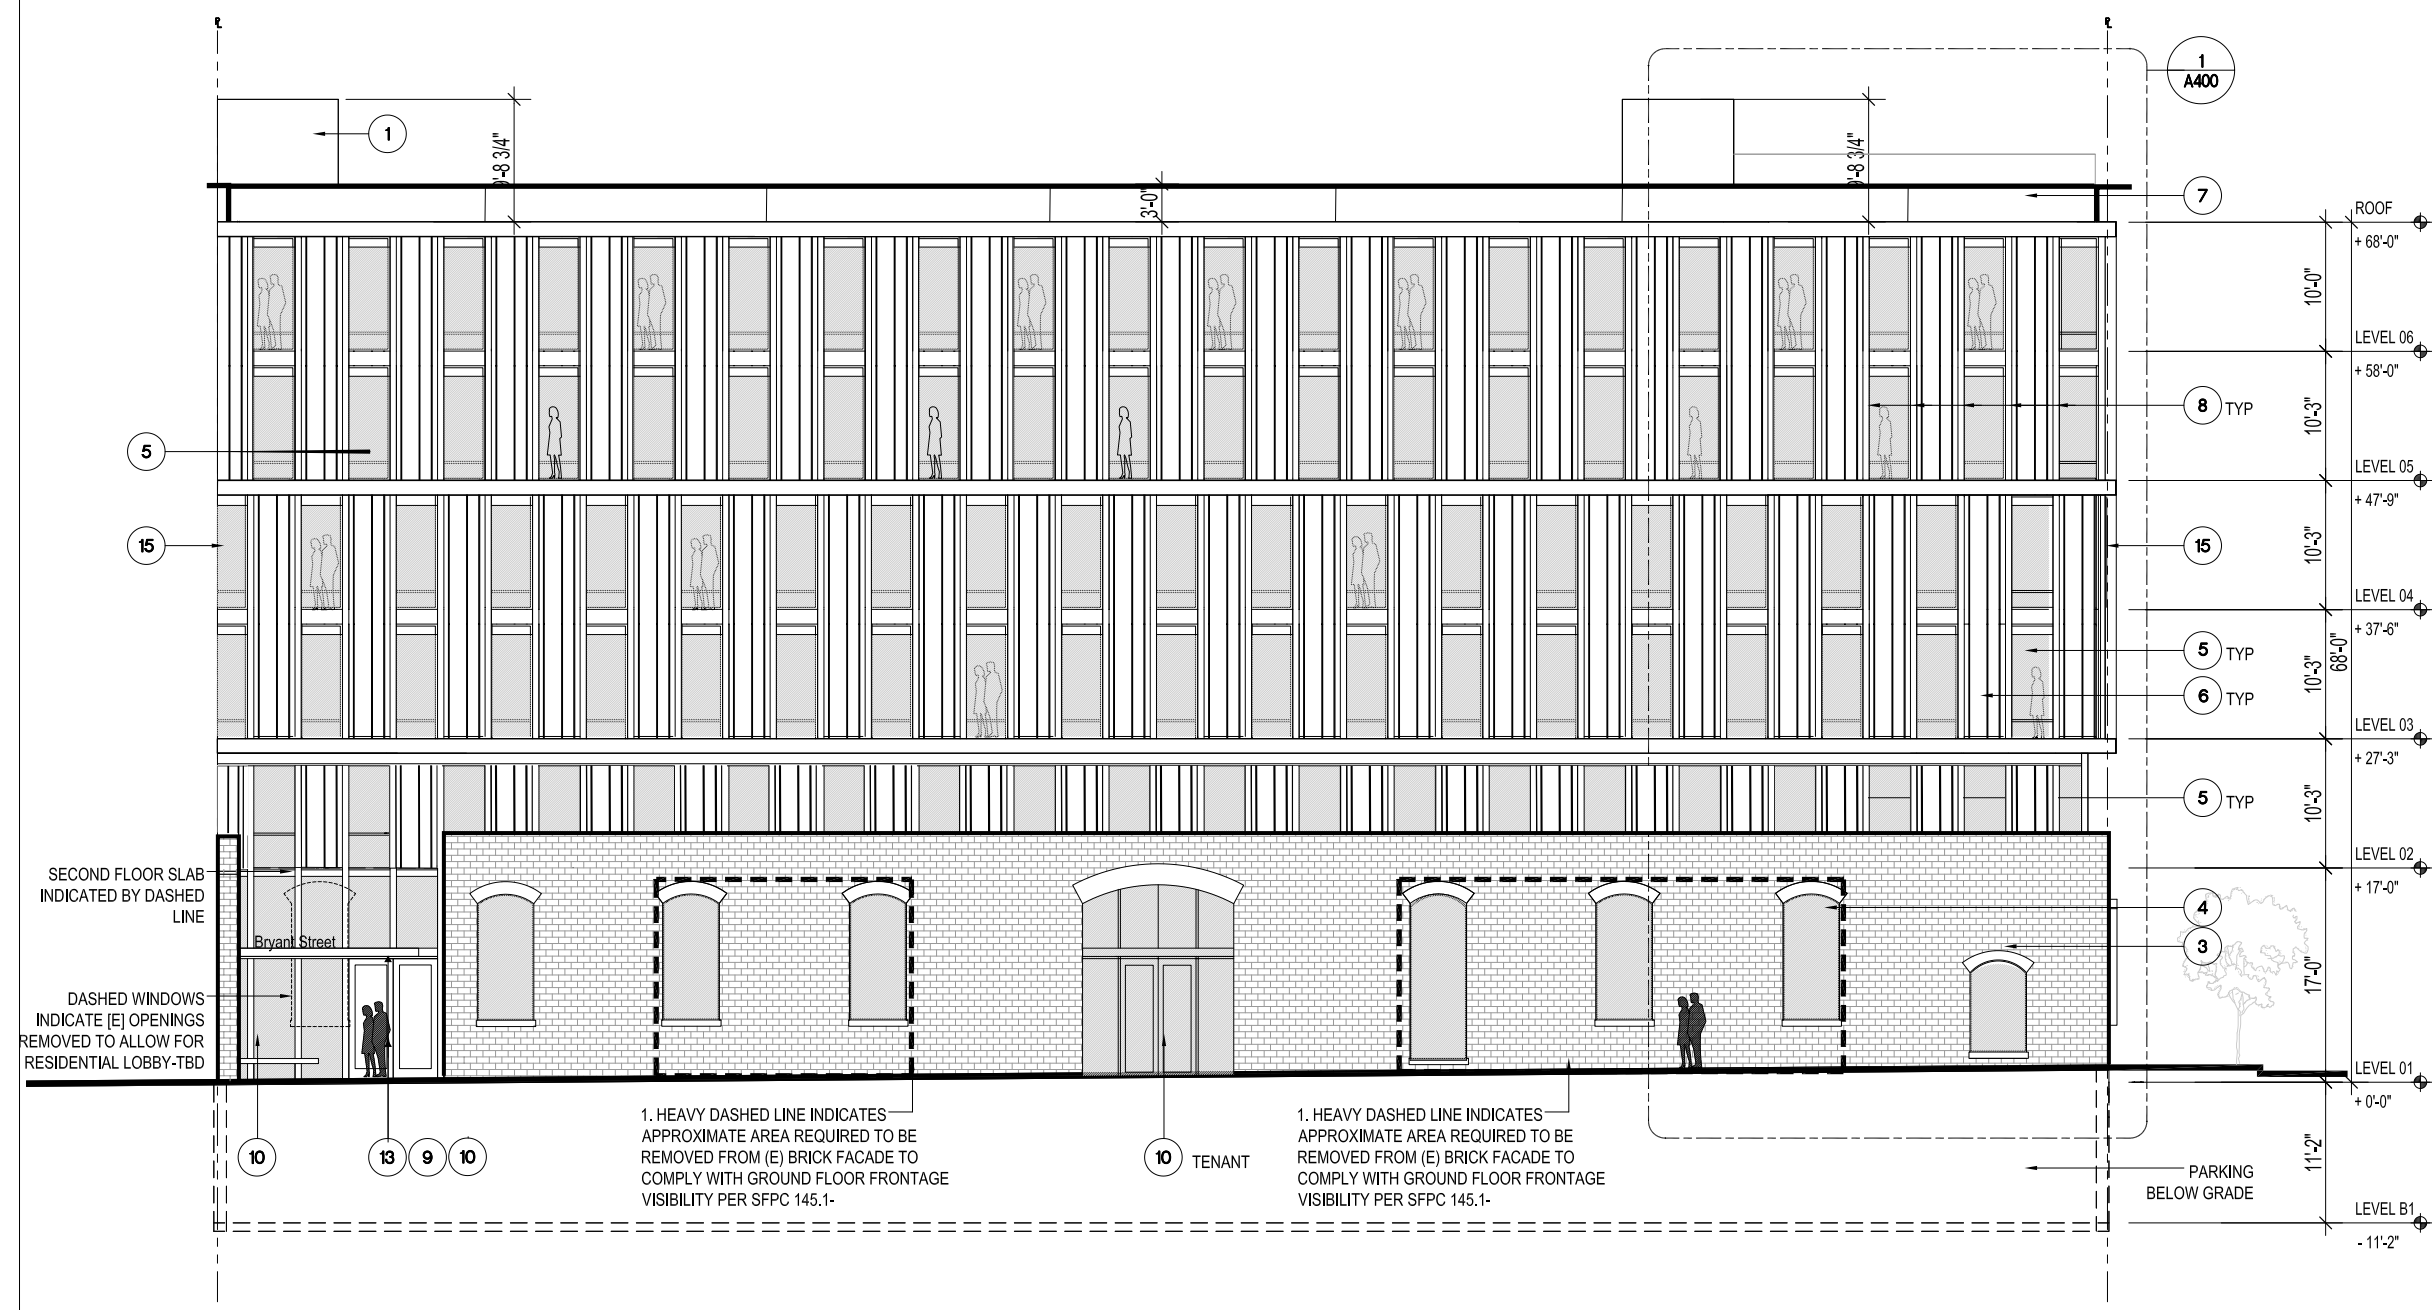 PL
PL
1
A400
1
9'-8 3/4"
3'-0"
9'-8 3/4"
7
ROOF
+ 68'-0"
10'-0"
LEVEL 06
+ 58'-0"
8 TYP
10'-3"
5
LEVEL 05
+ 47'-9"
15
15
10'-3"
LEVEL 04
+ 37'-6"
68'-0"
5 TYP
10'-3"
6 TYP
LEVEL 03
+ 27'-3"
5 TYP
10'-3"
LEVEL 02
+ 17'-0"
SECOND FLOOR SLAB
INDICATED BY DASHED
LINE
4
Bryant Street
3
17'-0"
DASHED WINDOWS
INDICATE [E] OPENINGS
REMOVED TO ALLOW FOR
RESIDENTIAL LOBBY-TBD
LEVEL 01
+ 0'-0"
10
13 9 10
1. HEAVY DASHED LINE INDICATES
APPROXIMATE AREA REQUIRED TO BE
REMOVED FROM (E) BRICK FACADE TO
COMPLY WITH GROUND FLOOR FRONTAGE
VISIBILITY PER SFPC 145.1-
10 TENANT
1. HEAVY DASHED LINE INDICATES
APPROXIMATE AREA REQUIRED TO BE
REMOVED FROM (E) BRICK FACADE TO
COMPLY WITH GROUND FLOOR FRONTAGE
VISIBILITY PER SFPC 145.1-
11'-2"
PARKING
BELOW GRADE
LEVEL B1
- 11'-2"